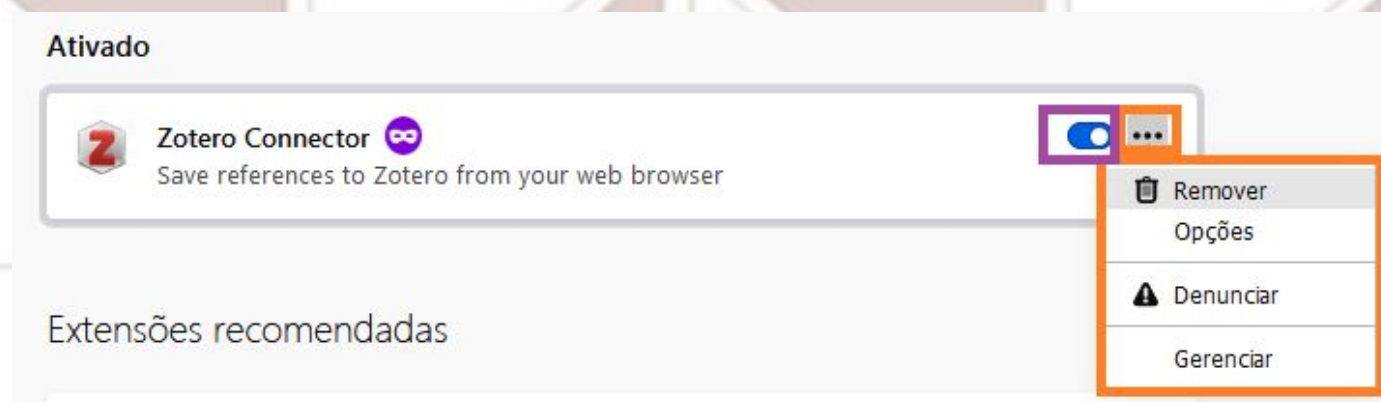 Ativado
Z
Zotero Connector
Save references to Zotero from your web browser
Remover
Opções
Denunciar
Gerenciar
Extensões recomendadas